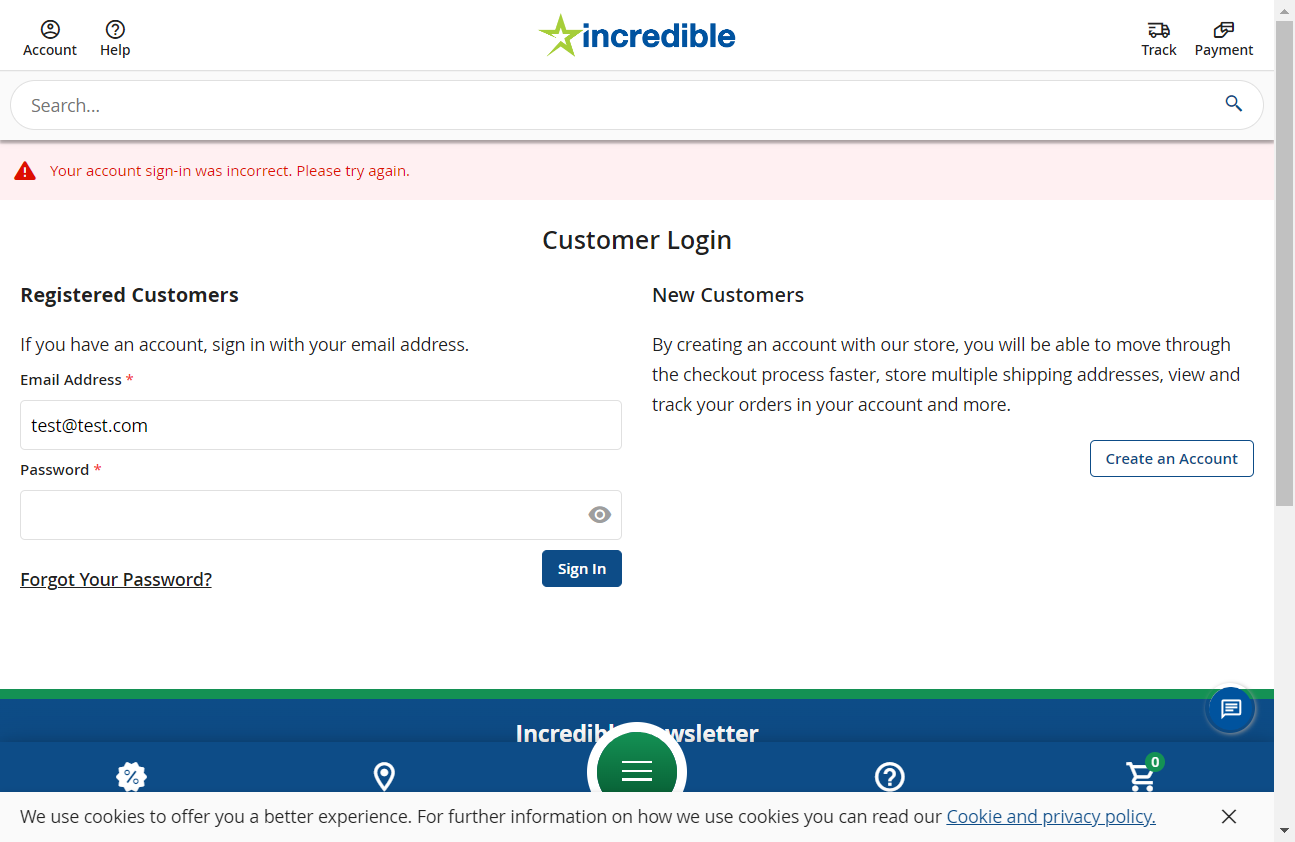 Account
Help
incredible
Track
Payment
Search...
Your account sign-in was incorrect. Please try again.
Customer Login
Registered Customers
If you have an account, sign in with your email address.
Email Address *
test@test.com
Password *
Forgot Your Password?
Sign In
New Customers
By creating an account with our store, you will be able to move through
the checkout process faster, store multiple shipping addresses, view and
track your orders in your account and more.
Create an Account
Incredib wsletter
%
0
We use cookies to offer you a better experience. For further information on how we use cookies you can read our Cookie and privacy policy.